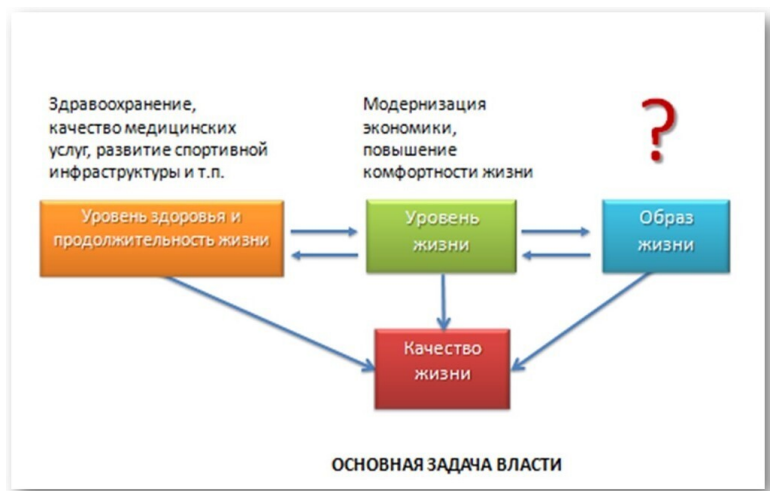 Здравоохранение,
качество медицинских
услуг, развитие спортивной
инфраструктуры и т.п.
Модернизация
экономики,
повышение
комфортности жизни
?
Уровень здоровья и
продолжительность жизни
Уровень
жизни
Образ
жизни
Качество
жизни
ОСНОВНАЯ ЗАДАЧА ВЛАСТИ